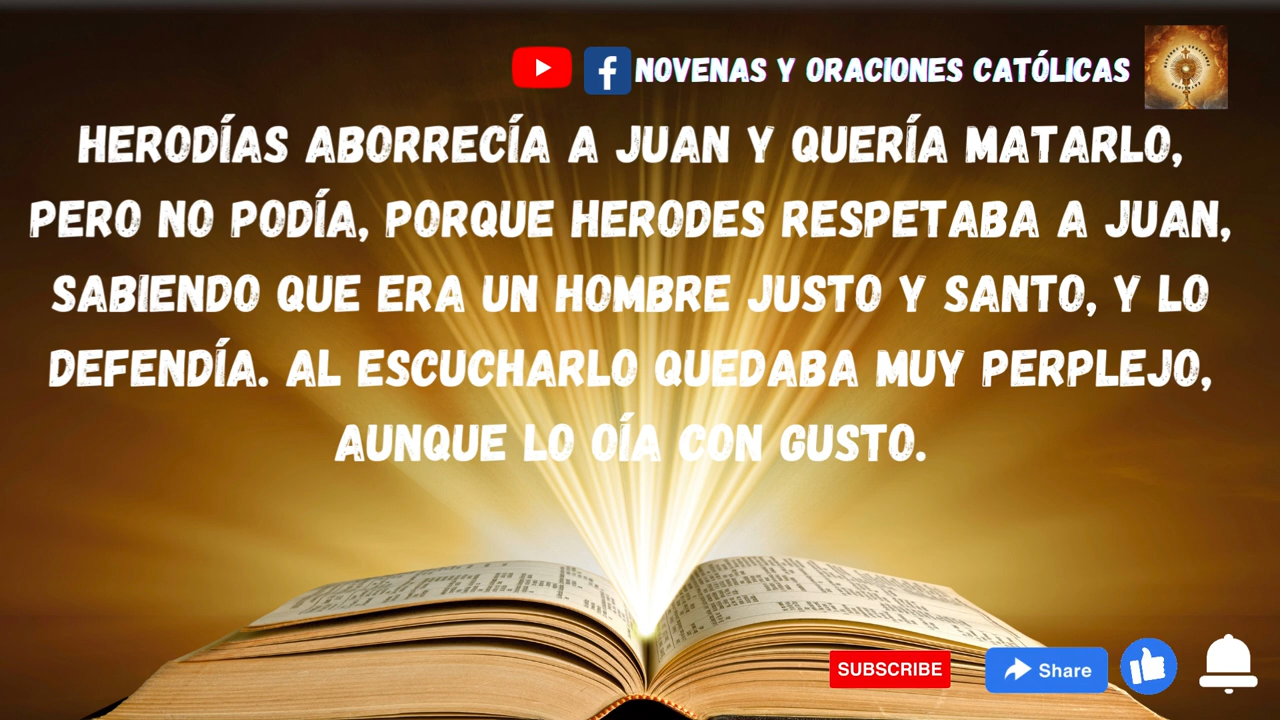 NOVENAS Y ORACIONES CATÓLICAS
HERODÍAS ABORRECÍA A JUAN Y QUERÍA MATARLO,
PERO NO PODÍA, PORQUE HERODES RESPETABA A JUAN,
SABIENDO QUE ERA UN HOMBRE JUSTO Y SANTO, Y LO
DEFENDÍA. AL ESCUCHARLO QUEDABA MUY PERPLEJO,
AUNQUE LO OÍA CON GUSTO.
SUBSCRIBE
Share